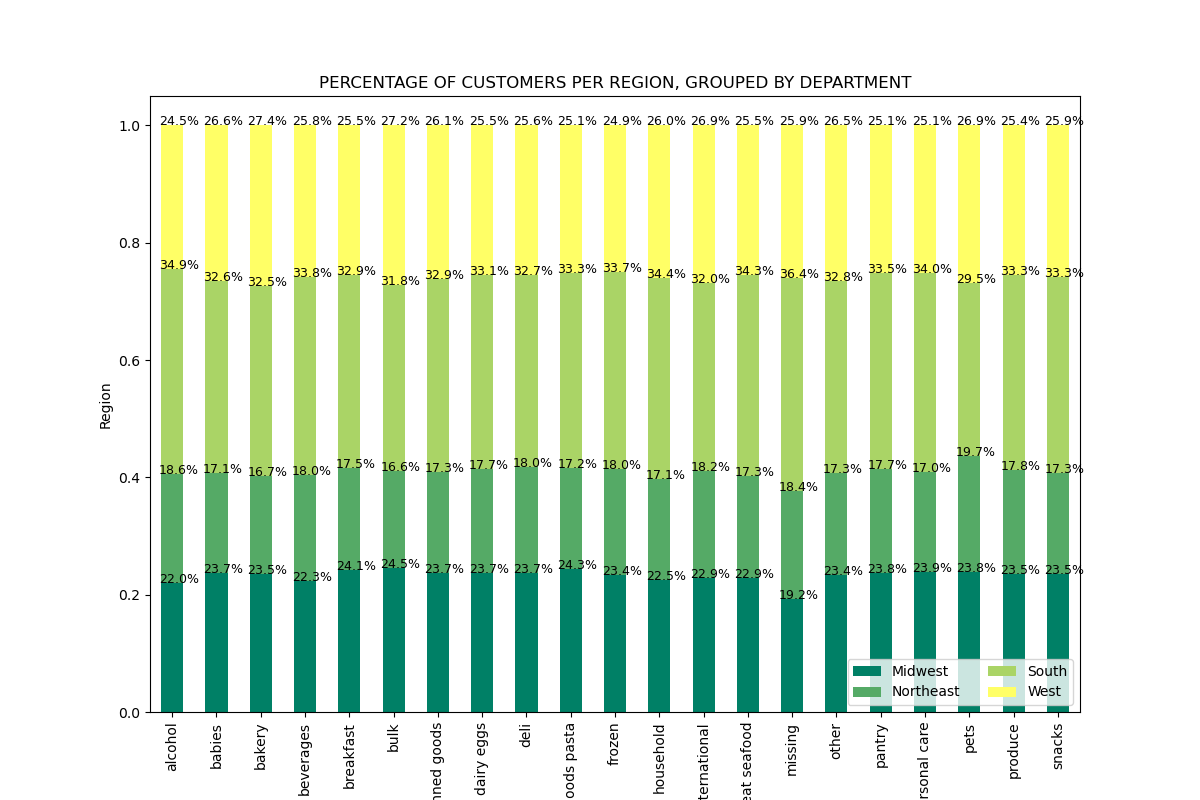 PERCENTAGE OF CUSTOMERS PER REGION, GROUPED BY DEPARTMENT
1.0
24.5% 26.6% 27.4% 25.8% 25.5% 27.2% 26.1% 25.5% 25.6% 25.1% 24.9% 26.0% 26.9% 25.5% 25.9% 26.5% 25.1% 25.1% 26.9% 25.4% 25.9%
0.8
34.9% 32.6% 32.5% 33.8% 32.9% 31.8% 32.9% 33.1% 32.7% 33.3% 33.7% 34.4% 32.0% 34.3% 36.4% 32.8% 33.5% 34.0% 29.5% 33.3% 33.3%
0.6
Region
0.4
18.6% 17.1% 16.7% 18.0% 17.5% 16.6% 17.3% 17.7% 18.0% 17.2% 18.0% 17.1% 18.2% 17.3% 18.4% 17.3% 17.7% 17.0% 19.7% 17.8% 17.3%
22.0% 23.7% 23.5% 22.3% 24.1% 24.5% 23.7% 23.7% 23.7% 24.3% 23.4% 22.5% 22.9% 22.9% 19.2% 23.4% 23.8% 23.9% 23.8% 23.5% 23.5%
0.2
Midwest South
Northeast West
0.0
alcohol
babies
bakery
beverages
breakfast
bulk
nned goods
dairy eggs
deli
oods pasta
frozen
household
ternational
eat seafood
missing
other
pantry
rsonal care
pets
produce
snacks